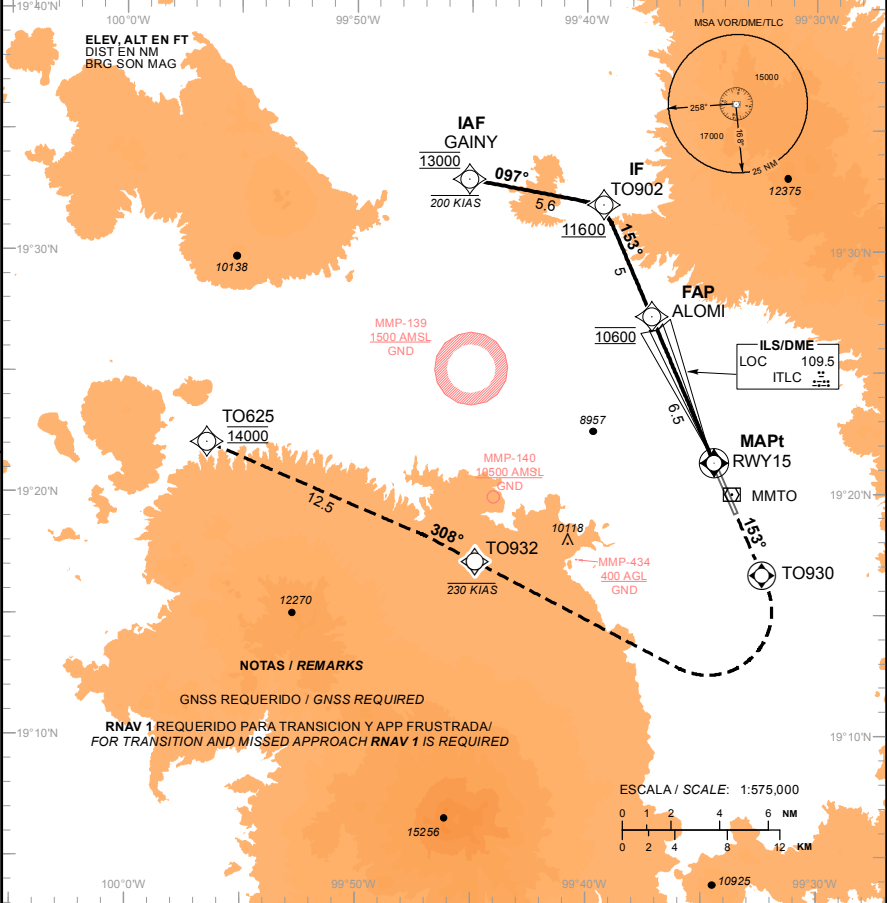 19°40'N
100°00'W
99°50'W
99°40'W
99°30'W
MSA VOR/DME/TLC
15000
258°
17000
168°
25 NM
ELEV, ALT EN FT
DIST EN NM
BRG SON MAG
IAF
GAINY
13000
200 KIAS
097°
5.6
IF
TO902
11600
12375
19°30'N
19°30'N
10138
153°
5
FAP
ALOMI
10600
MMP-139
1500 AMSL
GND
ILS/DME
LOC 109.5
ITLC
6.5
TO625
14000
8957
MAPt
RWY15
MMP-140
10500 AMSL
GND
19°20'N
19°20'N
MMTO
12.5
308°
TO932
230 KIAS
10118
MMP-434
400 AGL
GND
153°
TO930
12270
NOTAS / REMARKS
GNSS REQUERIDO / GNSS REQUIRED
RNAV 1 REQUERIDO PARA TRANSICION Y APP FRUSTRADA/
FOR TRANSITION AND MISSED APPROACH RNAV 1 IS REQUIRED
19°10'N
19°10'N
15256
ESCALA / SCALE: 1:575,000
0 1 2 4 6 NM
0 2 4 8 12 KM
10925
100°00'W
99°50'W
99°40'W
99°30'W